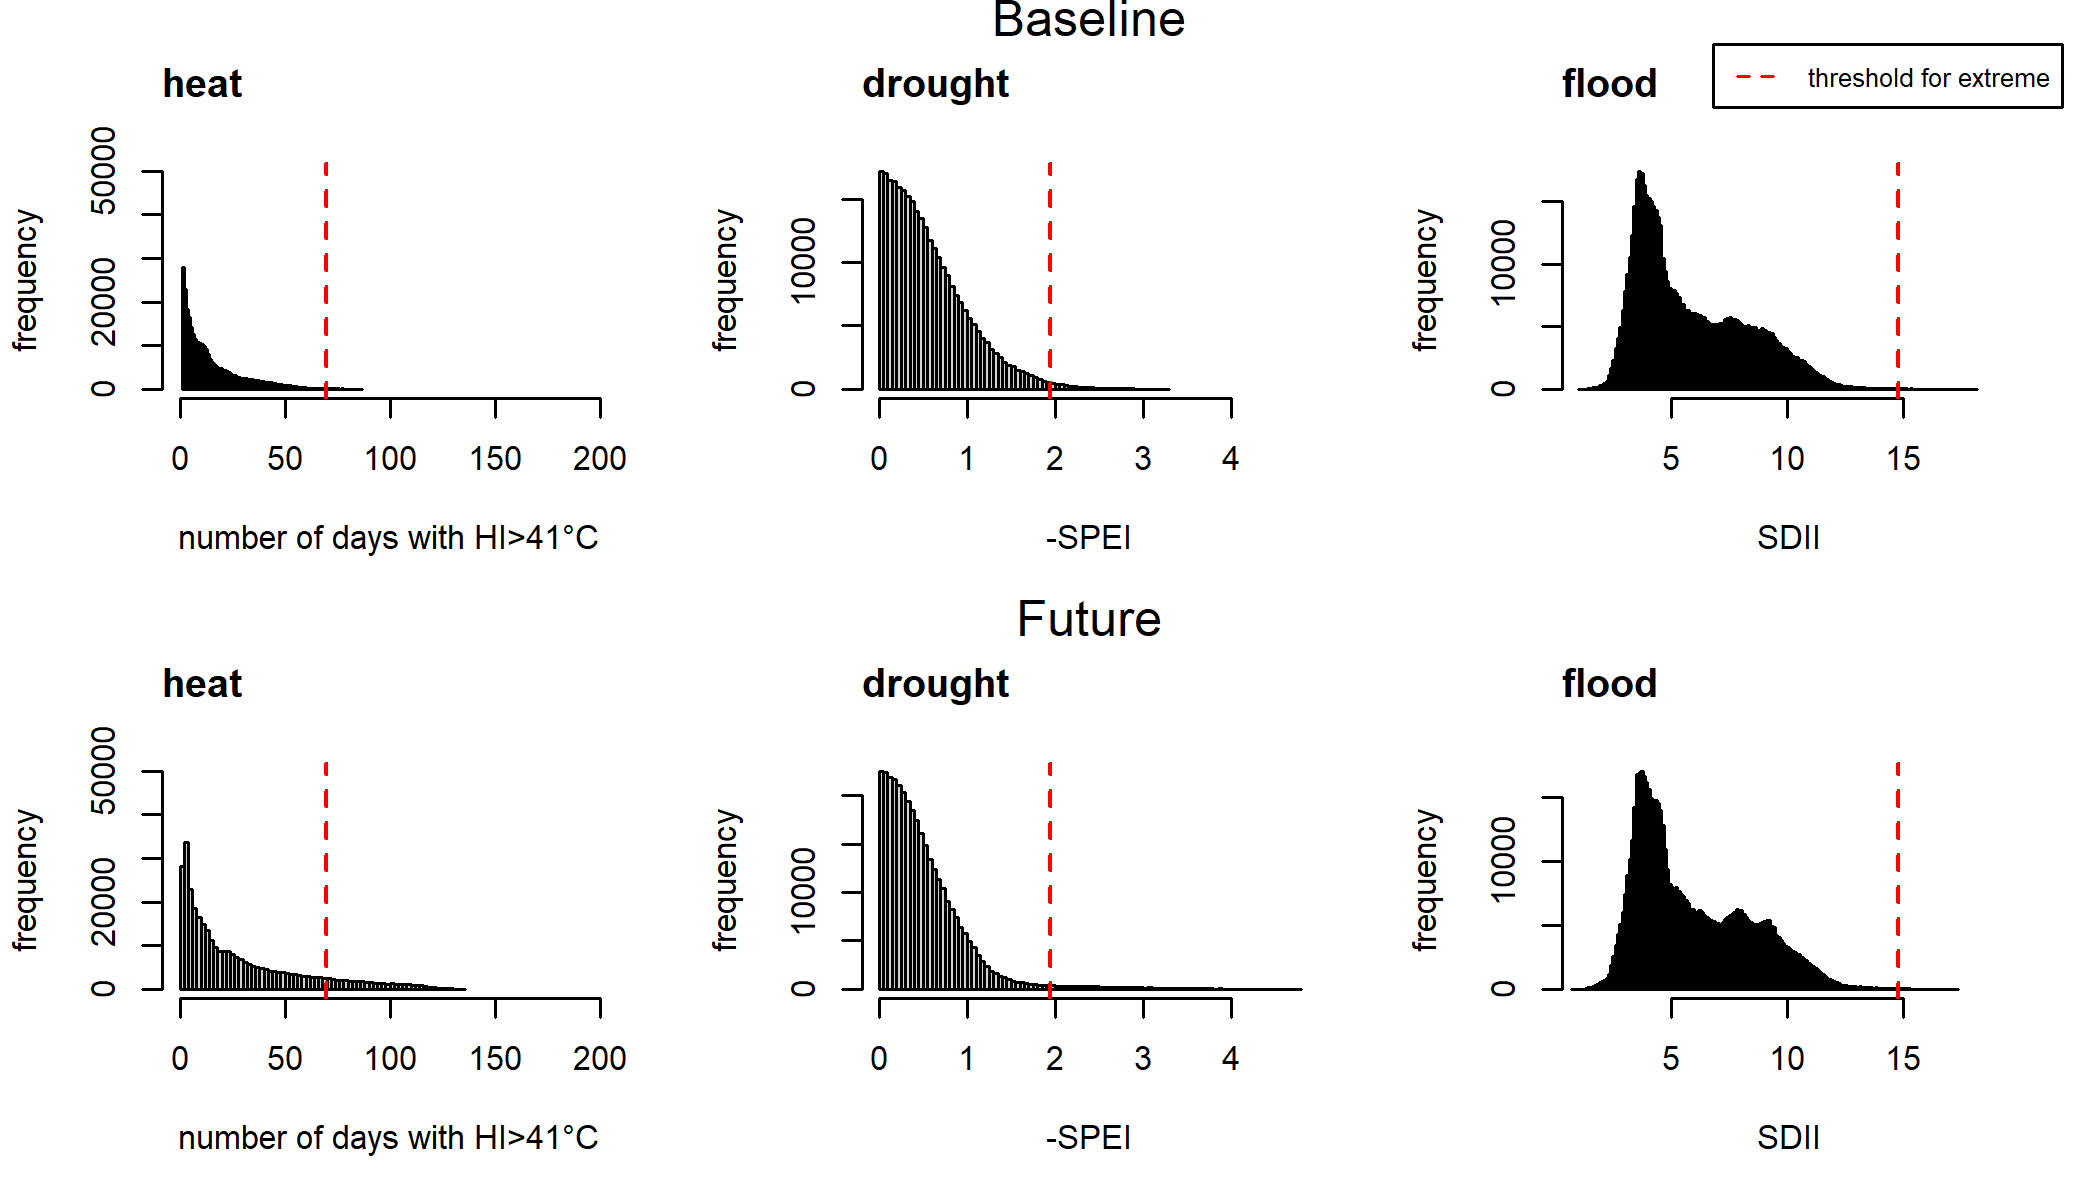 Baseline
heat
drought
flood
threshold for extreme
frequency
0
20000
50000
0 50 100 150 200
number of days with HI>41°C
frequency
0
10000
0 1 2 3 4
-SPEI
frequency
0
10000
5 10 15
SDII
Future
heat
drought
flood
frequency
0
20000
50000
0 50 100 150 200
number of days with HI>41°C
frequency
0
10000
0 1 2 3 4
-SPEI
frequency
0
10000
5 10 15
SDII